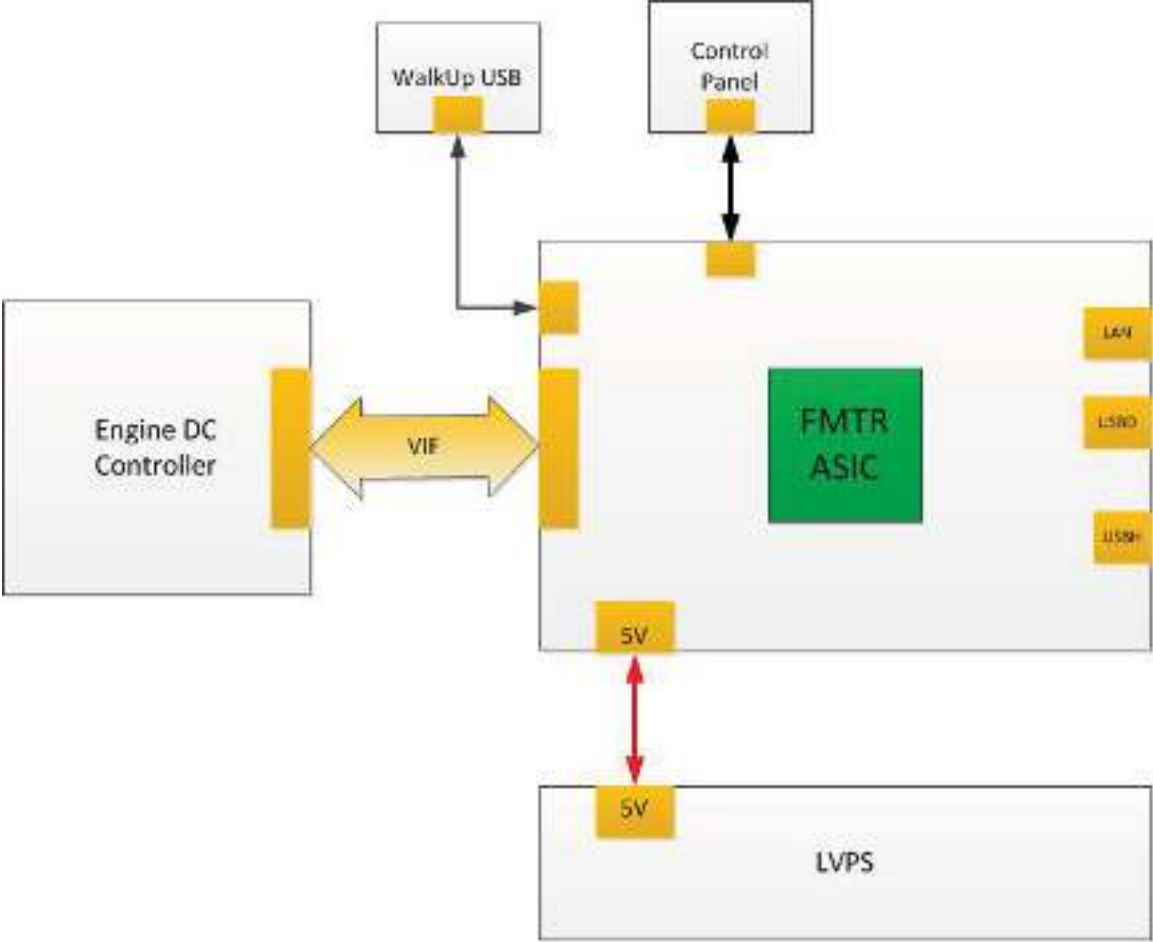 WalkUp USB
Control
Panel
LAN
Engine DC
Controller
VIF
FMTR
ASIC
USBD
USBH
5V
5V
LVPS